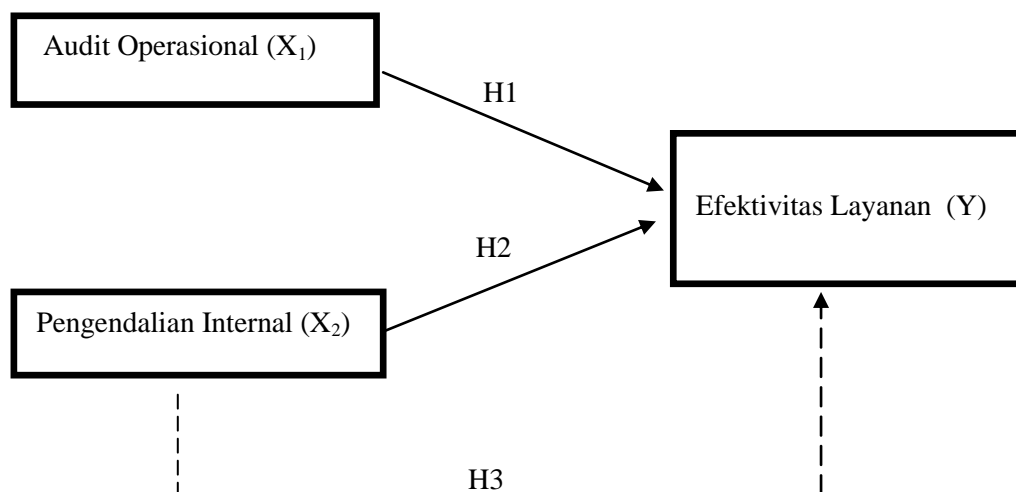 Audit Operasional (X₁)
H1
Efektivitas Layanan (Y)
H2
Pengendalian Internal (X₂)
H3